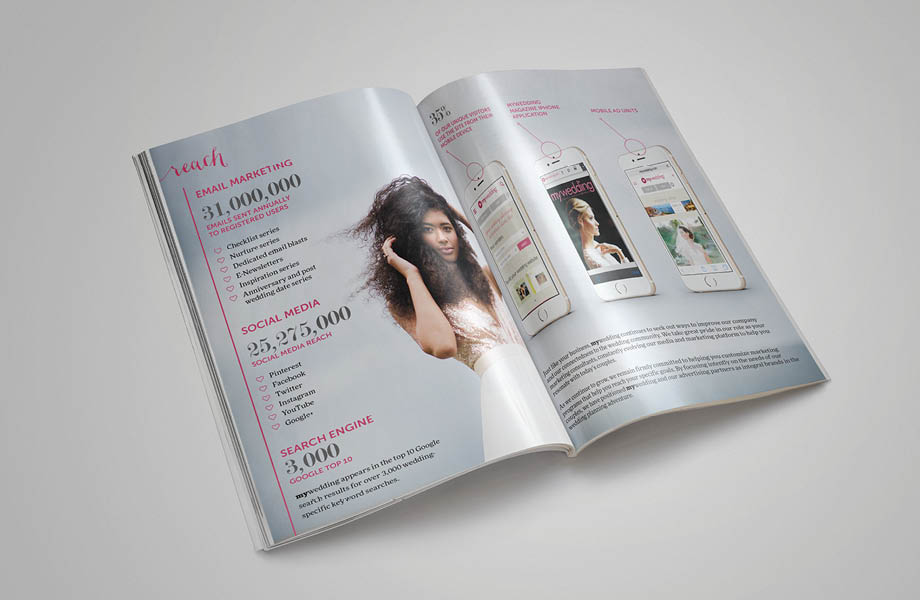 reach
EMAIL MARKETING
31,000,000
EMAILS SENT ANNUALLY
TO REGISTERED USERS
Checklist series
Nurture series
Dedicated email blasts
E-Newsletters
Inspiration series
Anniversary and post
wedding date series
SOCIAL MEDIA
25,275,000
SOCIAL MEDIA REACH
Pinterest
Facebook
Twitter
Instagram
YouTube
Google+
SEARCH ENGINE
3,000
GOOGLE TOP 10
mywedding appears in the top 10 Google
search results for over 3,000 wedding-
specific keyword searches.
35%
OF OUR UNIQUE VISITORS
USE THE SITE FROM THEIR
MOBILE DEVICE
MYWEDDING
MAGAZINE IPHONE
APPLICATION
MOBILE AD UNITS
mywedding
mywedding
mywedding
Just like your business, mywedding continues to seek out ways to improve our company
and our connectedness to the wedding community. We take great pride in our role as your
marketing consultants, constantly evolving our media and marketing platform to help you
resonate with today's couples.
As we continue to grow, we remain firmly committed to helping you customize marketing
programs that help you reach your specific goals. By focusing intently on the needs of our
couples, we have positioned mywedding and our advertising partners as integral brands in the
wedding planning adventure.